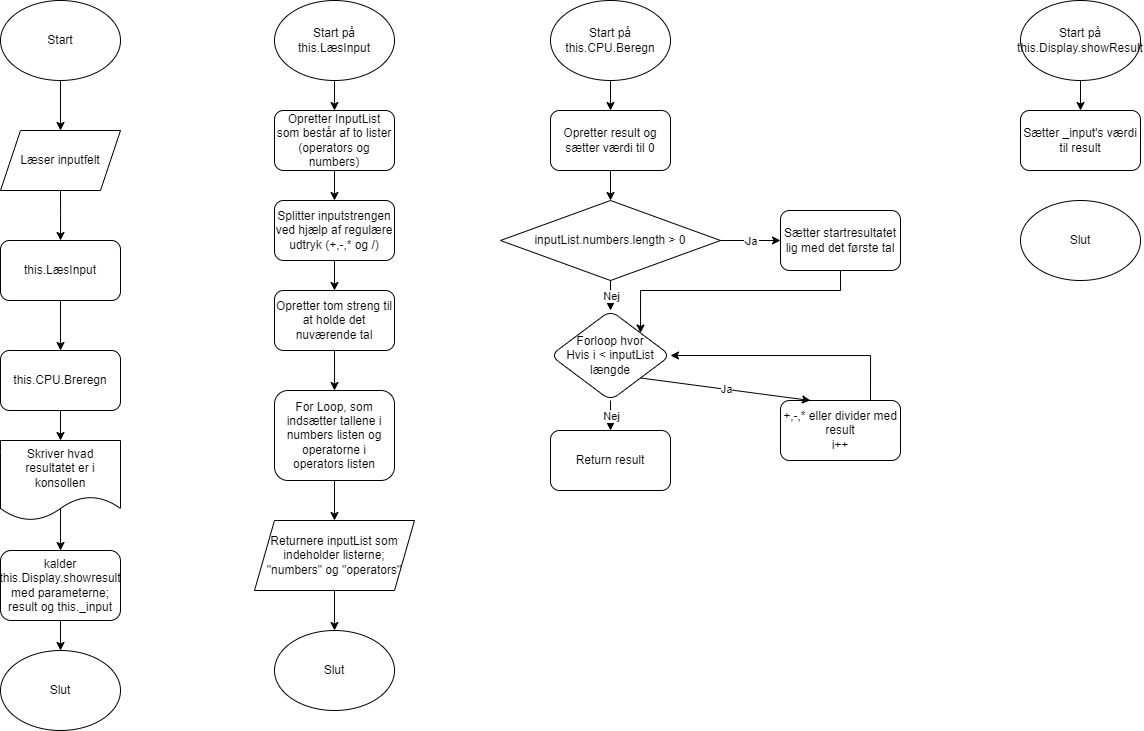 Start
Læser inputfelt
this.LæsInput
this.CPU.Breregn
Skriver hvad
resultatet er i
konsollen
kalder
this.Display.showresult
med parameterne;
result og this._input
Slut
Start på
this.LæsInput
Opretter InputList
som består af to lister
(operators og
numbers)
Splitter inputstrengen
ved hjælp af regulære
udtryk (+,-,* og /)
Opretter tom streng til
at holde det
nuværende tal
For Loop, som
indsætter tallene i
numbers listen og
operatorne i
operators listen
Returnere inputList som
indeholder listerne;
"numbers" og "operators"
Slut
Start på
this.CPU.Beregn
Opretter result og
sætter værdi til 0
inputList.numbers.length > 0
Ja
Sætter startresultatet
lig med det første tal
Nej
Forloop hvor
Hvis i < inputList
længde
Ja
+,-,* eller divider med
result
i++
Nej
Return result
Start på
this.Display.showResult
Sætter _input's værdi
til result
Slut